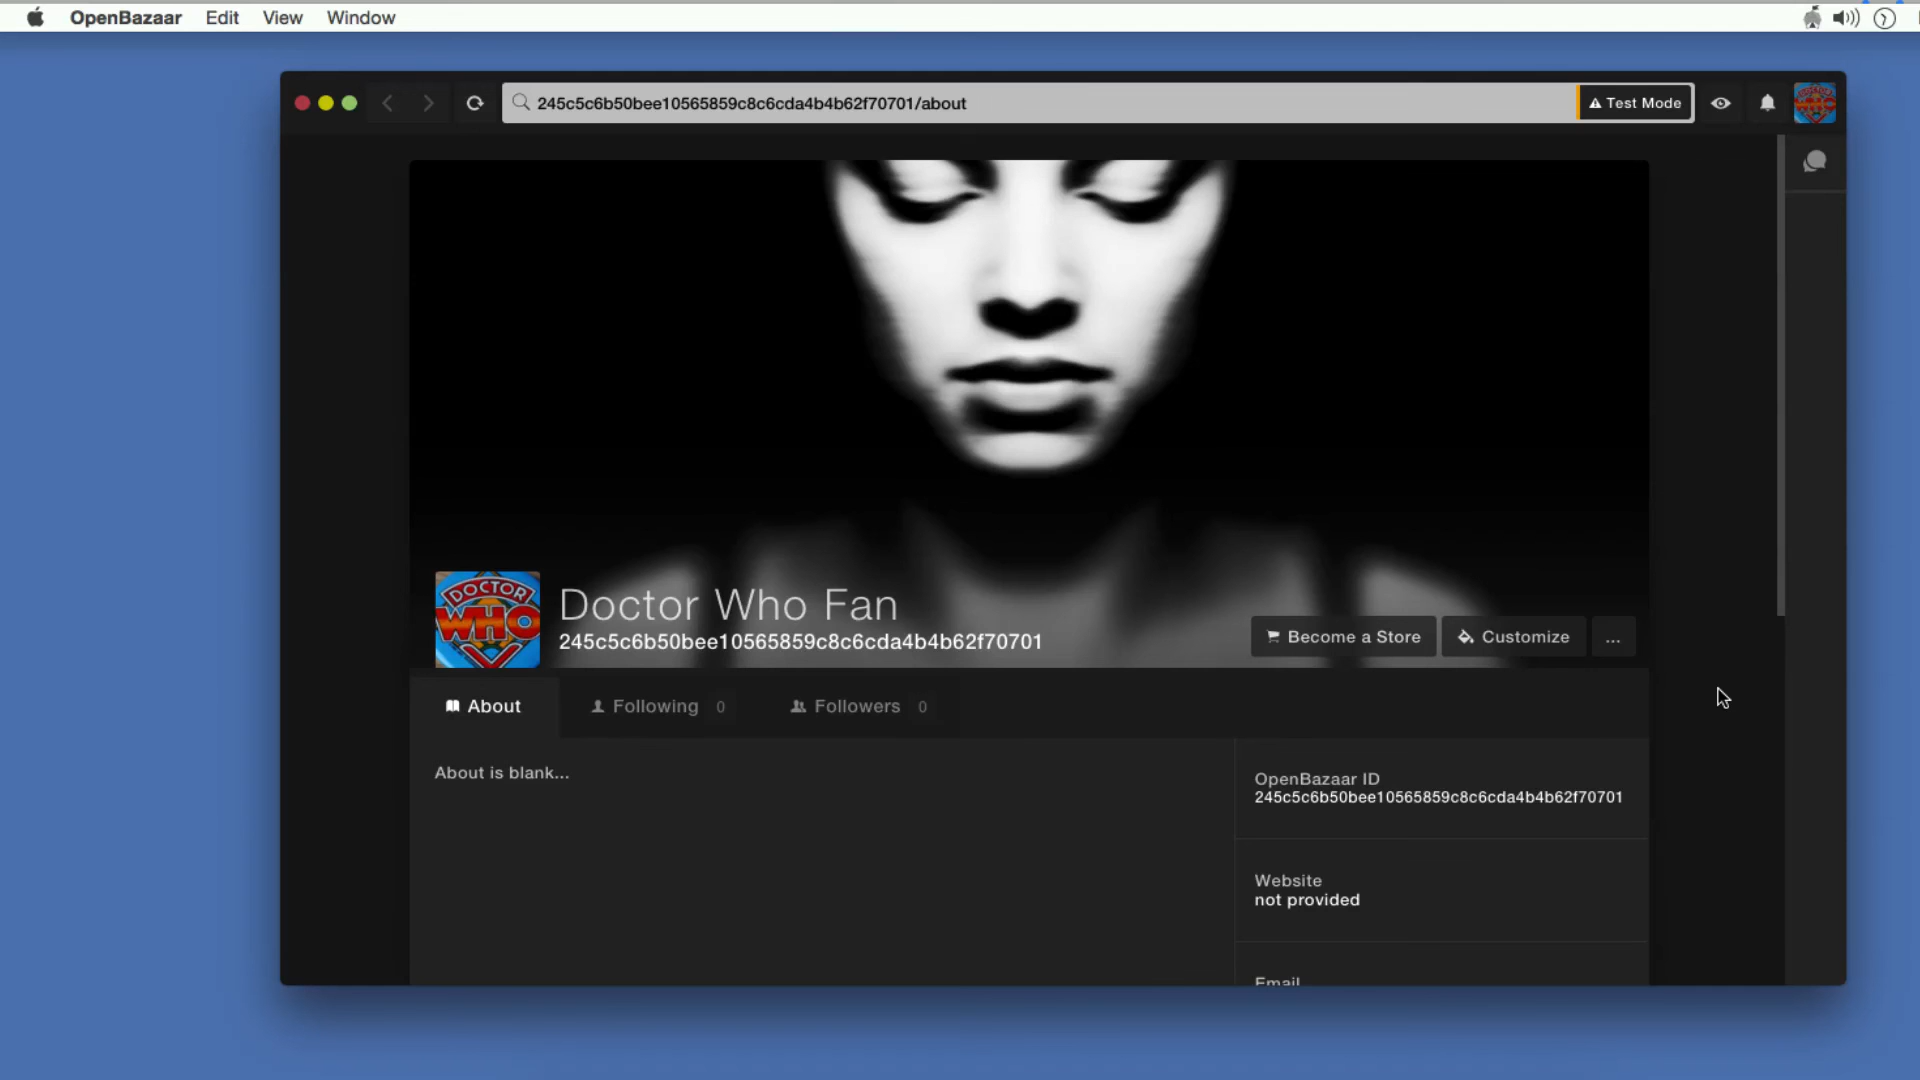 OpenBazaar Edit View Window
245c5c6b50bee10565859c8c6cda4b4b62f70701/about
Test Mode
DOCTOR
WHO
Doctor Who Fan
245c5c6b50bee10565859c8c6cda4b4b62f70701
Become a Store
Customize
...
About
Following 0
Followers 0
About is blank...
OpenBazaar ID
245c5c6b50bee10565859c8c6cda4b4b62f70701
Website
not provided
Email